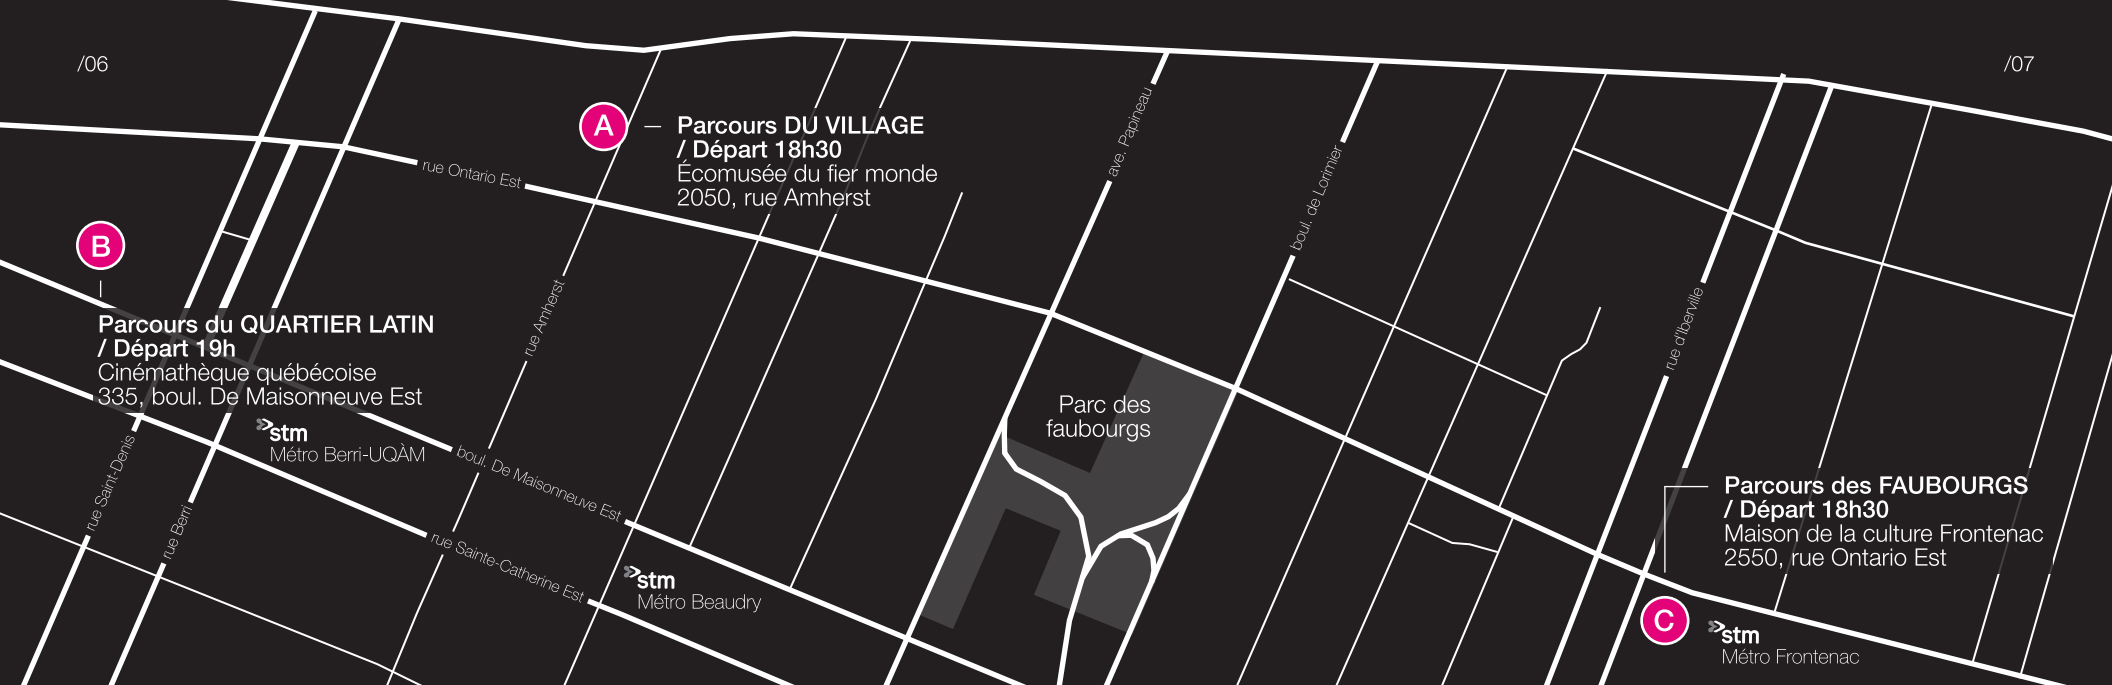 /06
/07
A
Parcours DU VILLAGE
/ Départ 18h30
Écomusée du fier monde
2050, rue Amherst
rue Ontario Est
ave. Papineau
boul. de Lorimier
B
Parcours du QUARTIER LATIN
/ Départ 19h
Cinémathèque québécoise
335, boul. De Maisonneuve Est
rue Amherst
rue d'Iberville
Parc des
faubourgs
stm
Métro Berri-UQÀM
rue Saint-Denis
rue Berri
boul. De Maisonneuve Est
rue Sainte-Catherine Est
stm
Métro Beaudry
Parcours des FAUBOURGS
/ Départ 18h30
Maison de la culture Frontenac
2550, rue Ontario Est
C
stm
Métro Frontenac